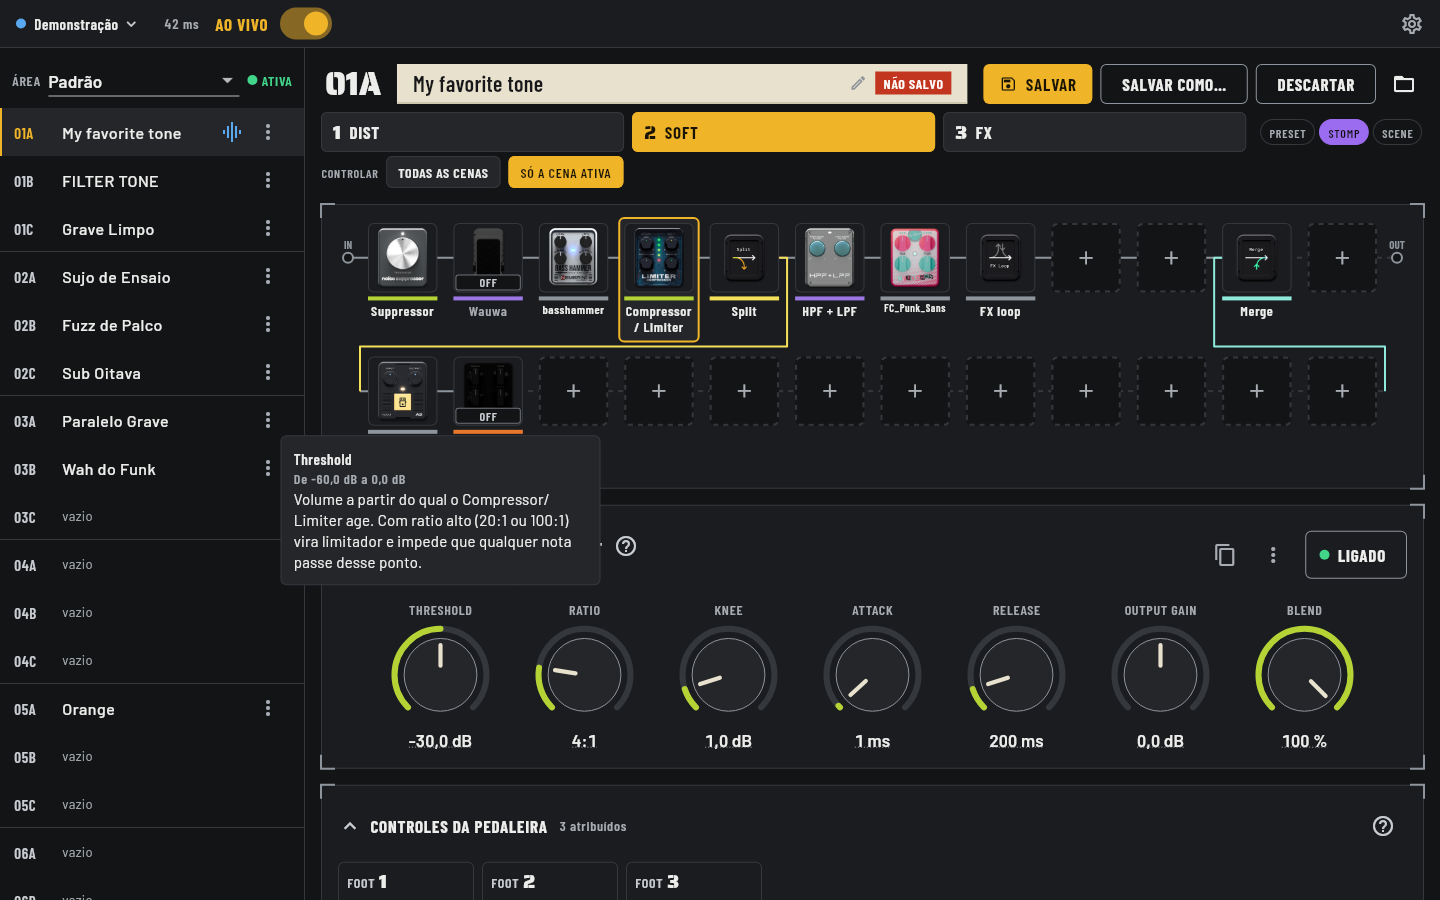 Demonstração 42 ms AO VIVO
ÁREA Padrão ATIVA
01A My favorite tone NÃO SALVO SALVAR SALVAR COMO... DESCARTAR
01A My favorite tone
01B FILTER TONE
01C Grave Limpo
02A Sujo de Ensaio
02B Fuzz de Palco
02C Sub Oitava
03A Paralelo Grave
03B Wah do Funk
03C vazio
04A vazio
04B vazio
04C vazio
05A Orange
05B vazio
05C vazio
06A vazio
1 DIST 2 SOFT 3 FX PRESET STOMP SCENE
CONTROLAR TODAS AS CENAS SÓ A CENA ATIVA
IN OUT
OFF
Split
Merge
LIMITER
HPF+LPF
FX Loop
Suppressor Wauwa basshammer Compressor / Limiter Split HPF + LPF FC_Punk_Sans FX loop Merge
OFF
Threshold
De -60,0 dB a 0,0 dB
Volume a partir do qual o Compressor/
Limiter age. Com ratio alto (20:1 ou 100:1)
vira limitador e impede que qualquer nota
passe desse ponto.
LIGADO
THRESHOLD RATIO KNEE ATTACK RELEASE OUTPUT GAIN BLEND
-30,0 dB 4:1 1,0 dB 1 ms 200 ms 0,0 dB 100 %
CONTROLES DA PEDALEIRA 3 atribuídos
FOOT 1 FOOT 2 FOOT 3